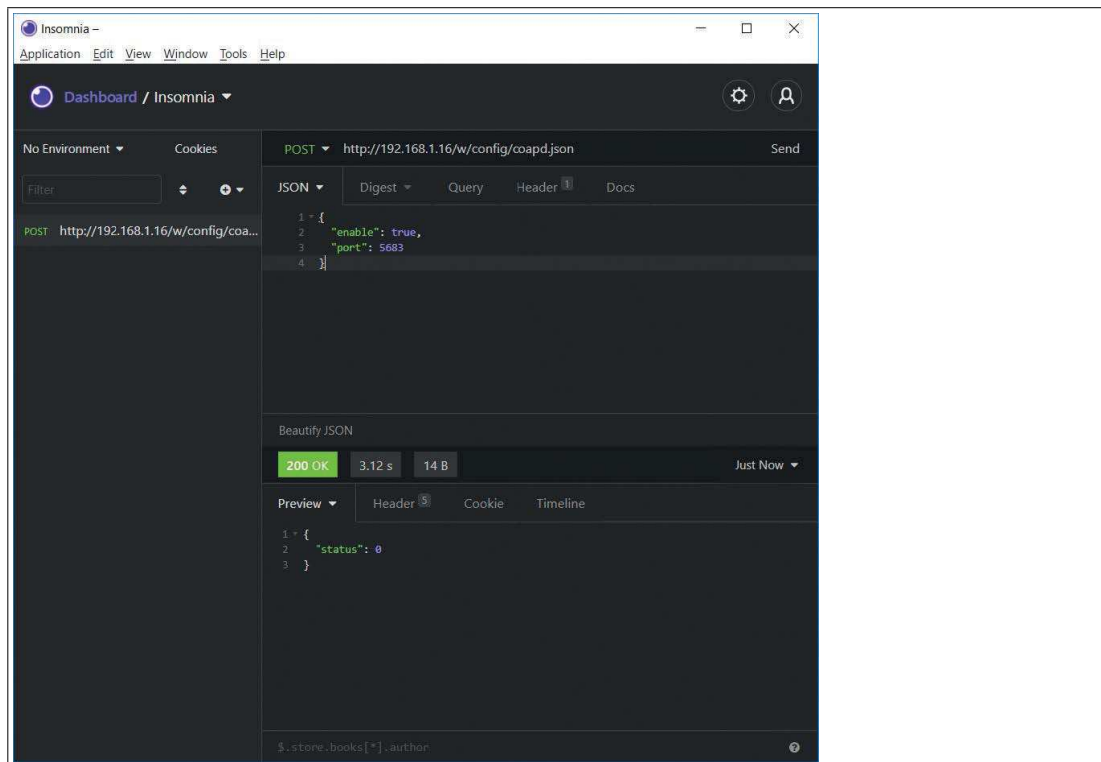 Insomnia –
Application Edit View Window Tools Help
Dashboard / Insomnia
No Environment Cookies
POST http://192.168.1.16/w/config/coapd.json Send
Filter
JSON Digest Query Header 1 Docs
POST http://192.168.1.16/w/config/coa...
1 {
2 "enable": true,
3 "port": 5683
4 }
Beautify JSON
200 OK 3.12 s 14 B Just Now
Preview Header 5 Cookie Timeline
1 {
2 "status": 0
3 }
$.store.books[*].author